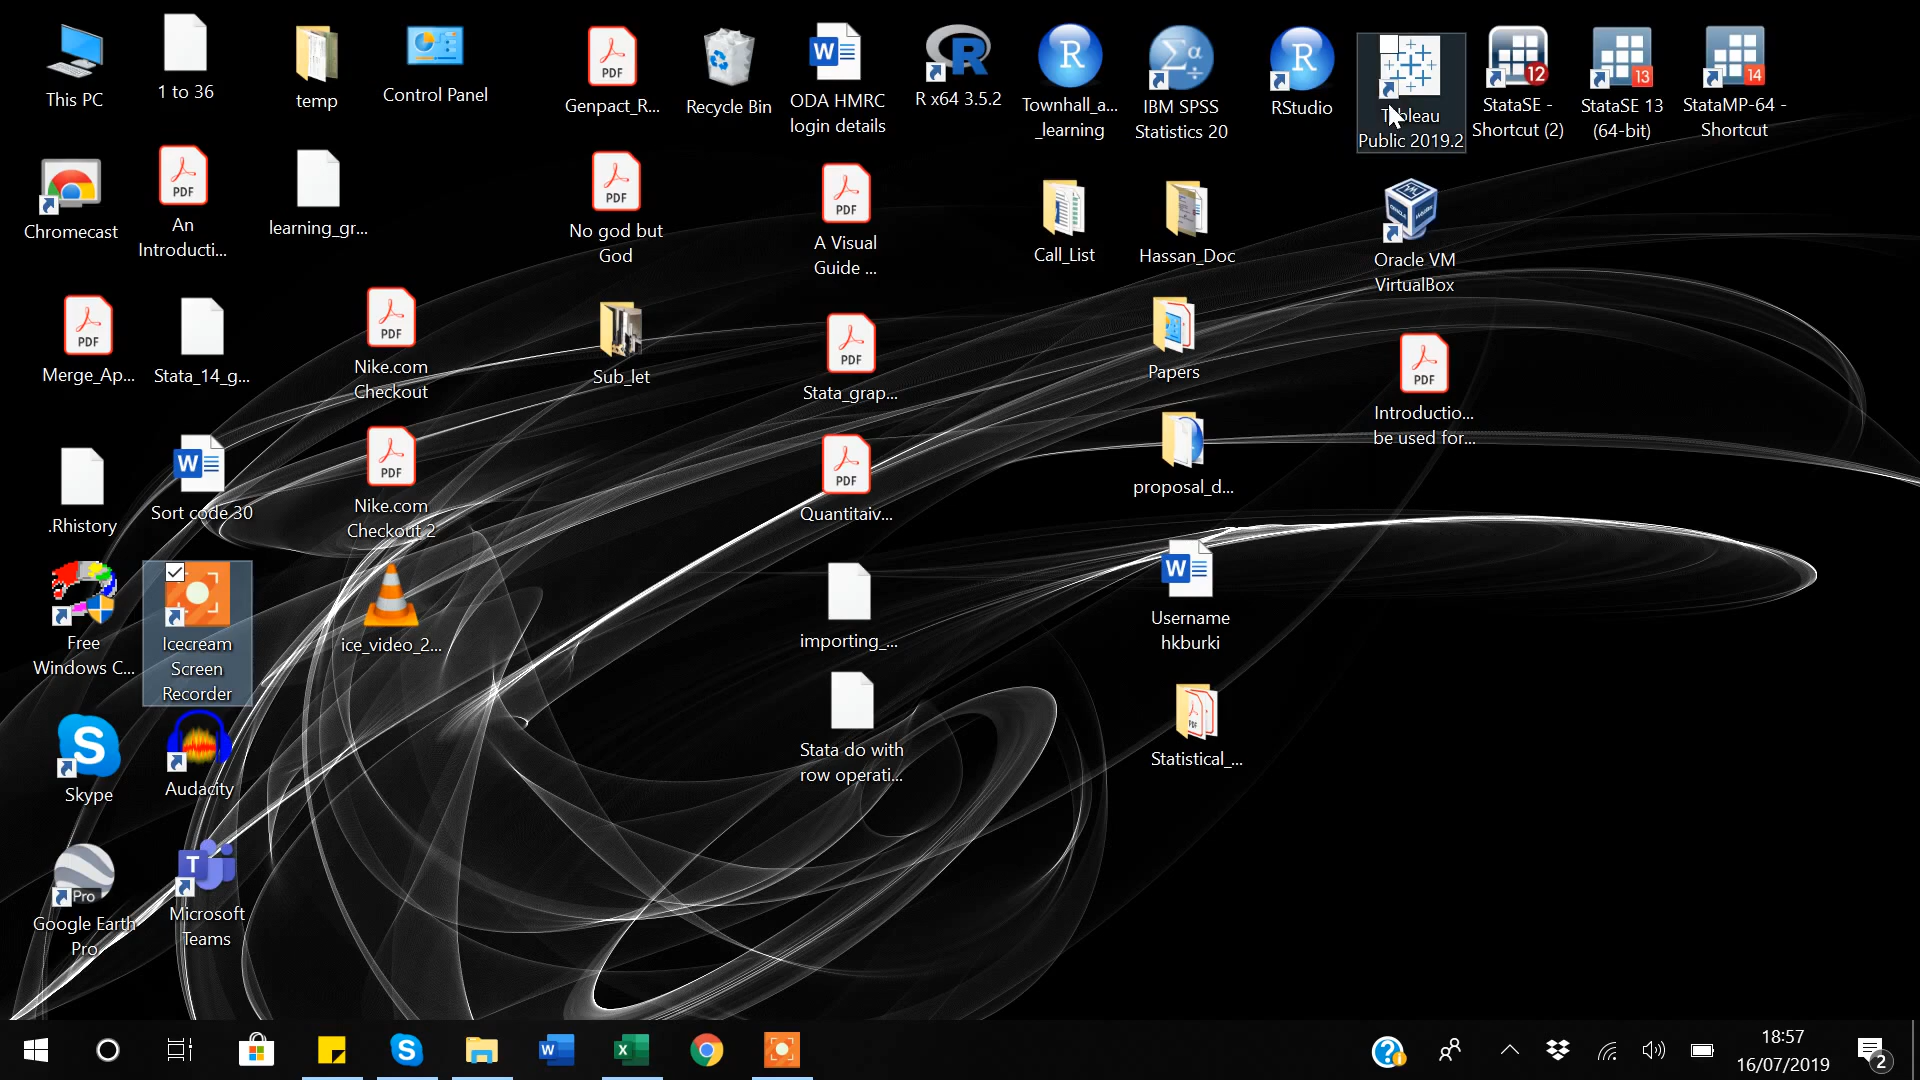 This PC
1 to 36
temp
Control Panel
Genpact_R...
Recycle Bin
ODA HMRC
login details
R x64 3.5.2
Townhall_a...
_learning
IBM SPSS
Statistics 20
RStudio
Tableau
Public 2019.2
StataSE -
Shortcut (2)
StataSE 13
(64-bit)
StataMP-64 -
Shortcut
Chromecast
An
Introducti...
learning_gr...
No god but
God
A Visual
Guide ...
Call_List
Hassan_Doc
Oracle VM
VirtualBox
Merge_Ap...
Stata_14_g...
Nike.com
Checkout
Sub_let
Stata_grap...
Papers
Introductio...
be used for...
.Rhistory
Sort code 30
Nike.com
Checkout 2
Quantitaiv...
proposal_d...
Free
Windows C...
Icecream
Screen
Recorder
ice_video_2...
importing_...
Username
hkburki
Skype
Audacity
Stata do with
row operati...
Statistical_...
Google Earth
Pro
Microsoft
Teams
18:57
16/07/2019
2